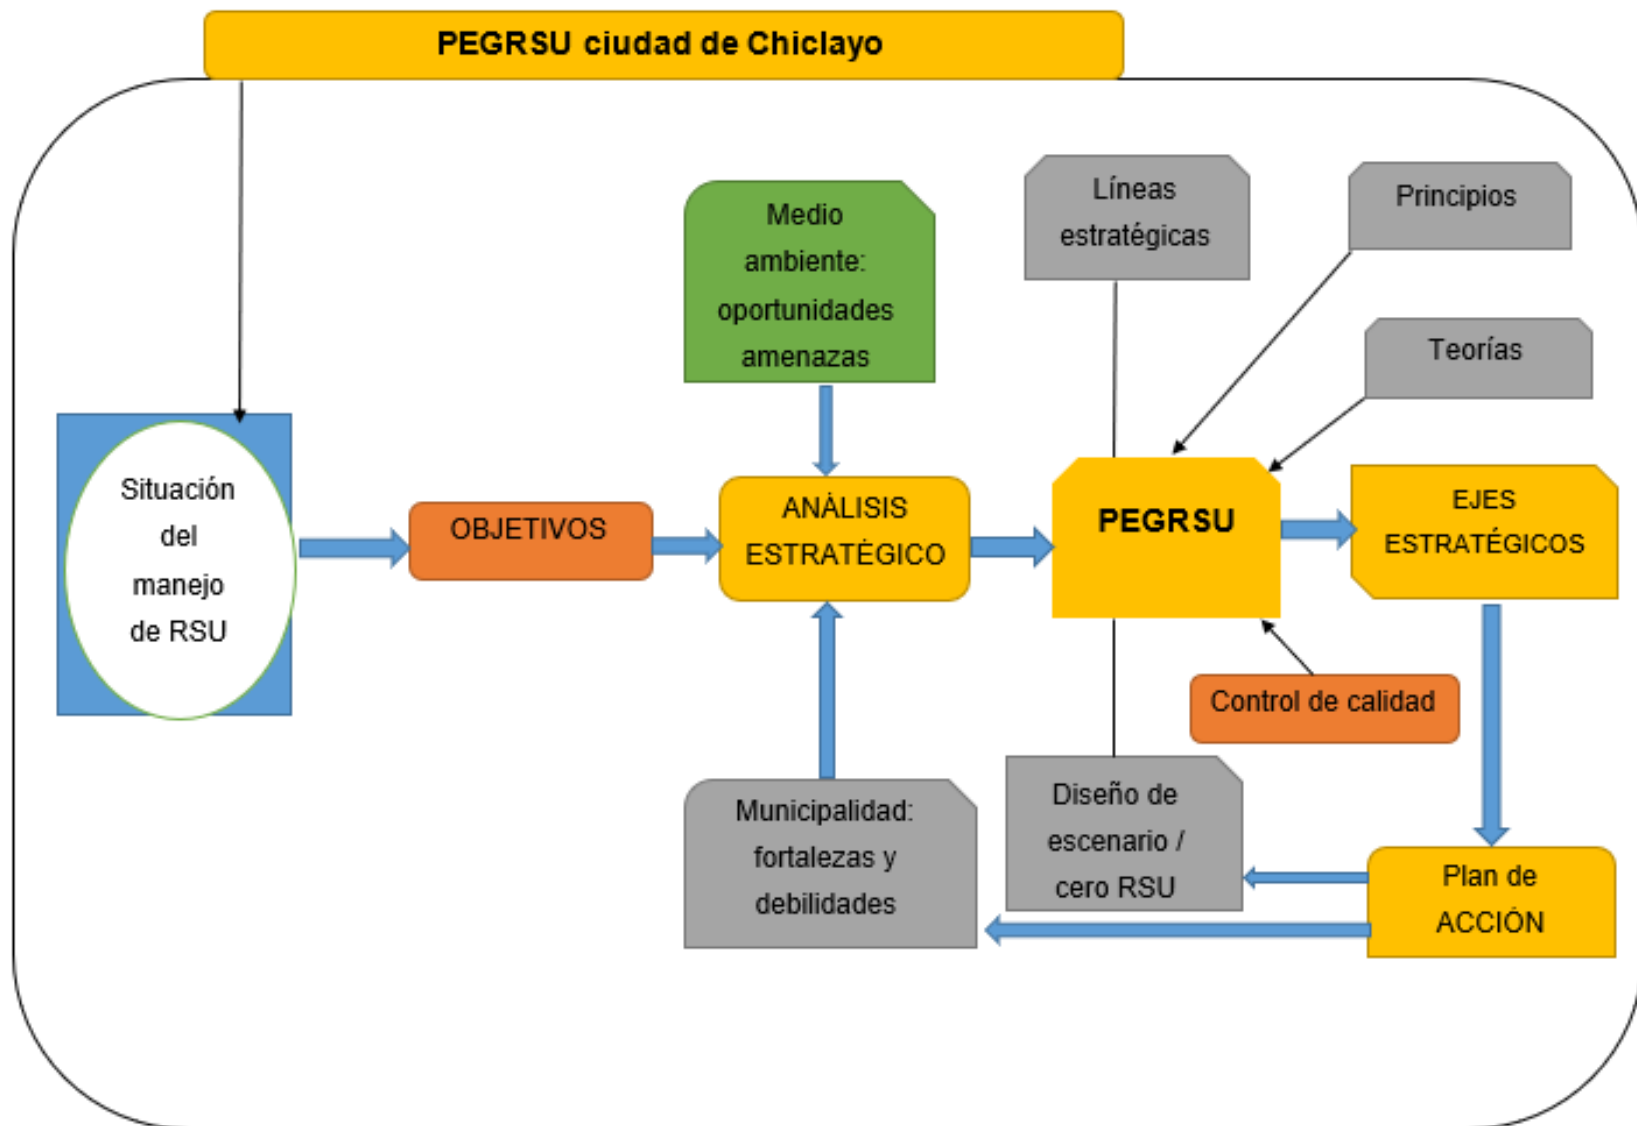 PEGRSU ciudad de Chiclayo
Líneas
estratégicas
Principios
Medio
ambiente:
oportunidades
amenazas
Teorías
Situación
del
manejo
de RSU
OBJETIVOS
ANÁLISIS
ESTRATÉGICO
PEGRSU
EJES
ESTRATÉGICOS
Control de calidad
Municipalidad:
fortalezas y
debilidades
Diseño de
escenario /
cero RSU
Plan de
ACCIÓN